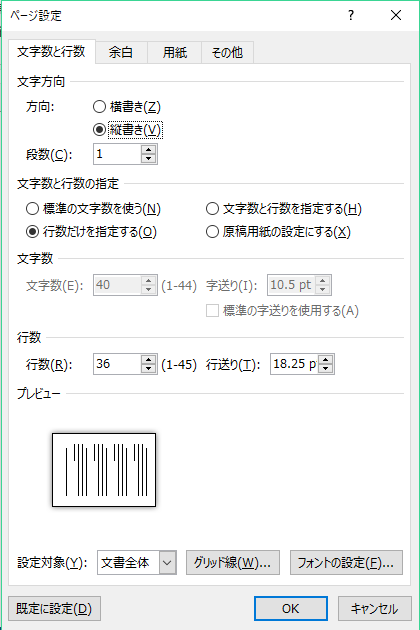 ページ設定 ?
文字数と行数 余白 用紙 その他
文字方向
方向: 横書き(Z)
縦書き(V)
段数(C): 1
文字数と行数の指定
標準の文字数を使う(N) 文字数と行数を指定する(H)
行数だけを指定する(O) 原稿用紙の設定にする(X)
文字数
文字数(E): 40 (1-44) 字送り(I): 10.5 pt
標準の字送りを使用する(A)
行数
行数(R): 36 (1-45) 行送り(T): 18.25 p
プレビュー
設定対象(Y): 文書全体 グリッド線(W)... フォントの設定(F)...
既定に設定(D) OK キャンセル